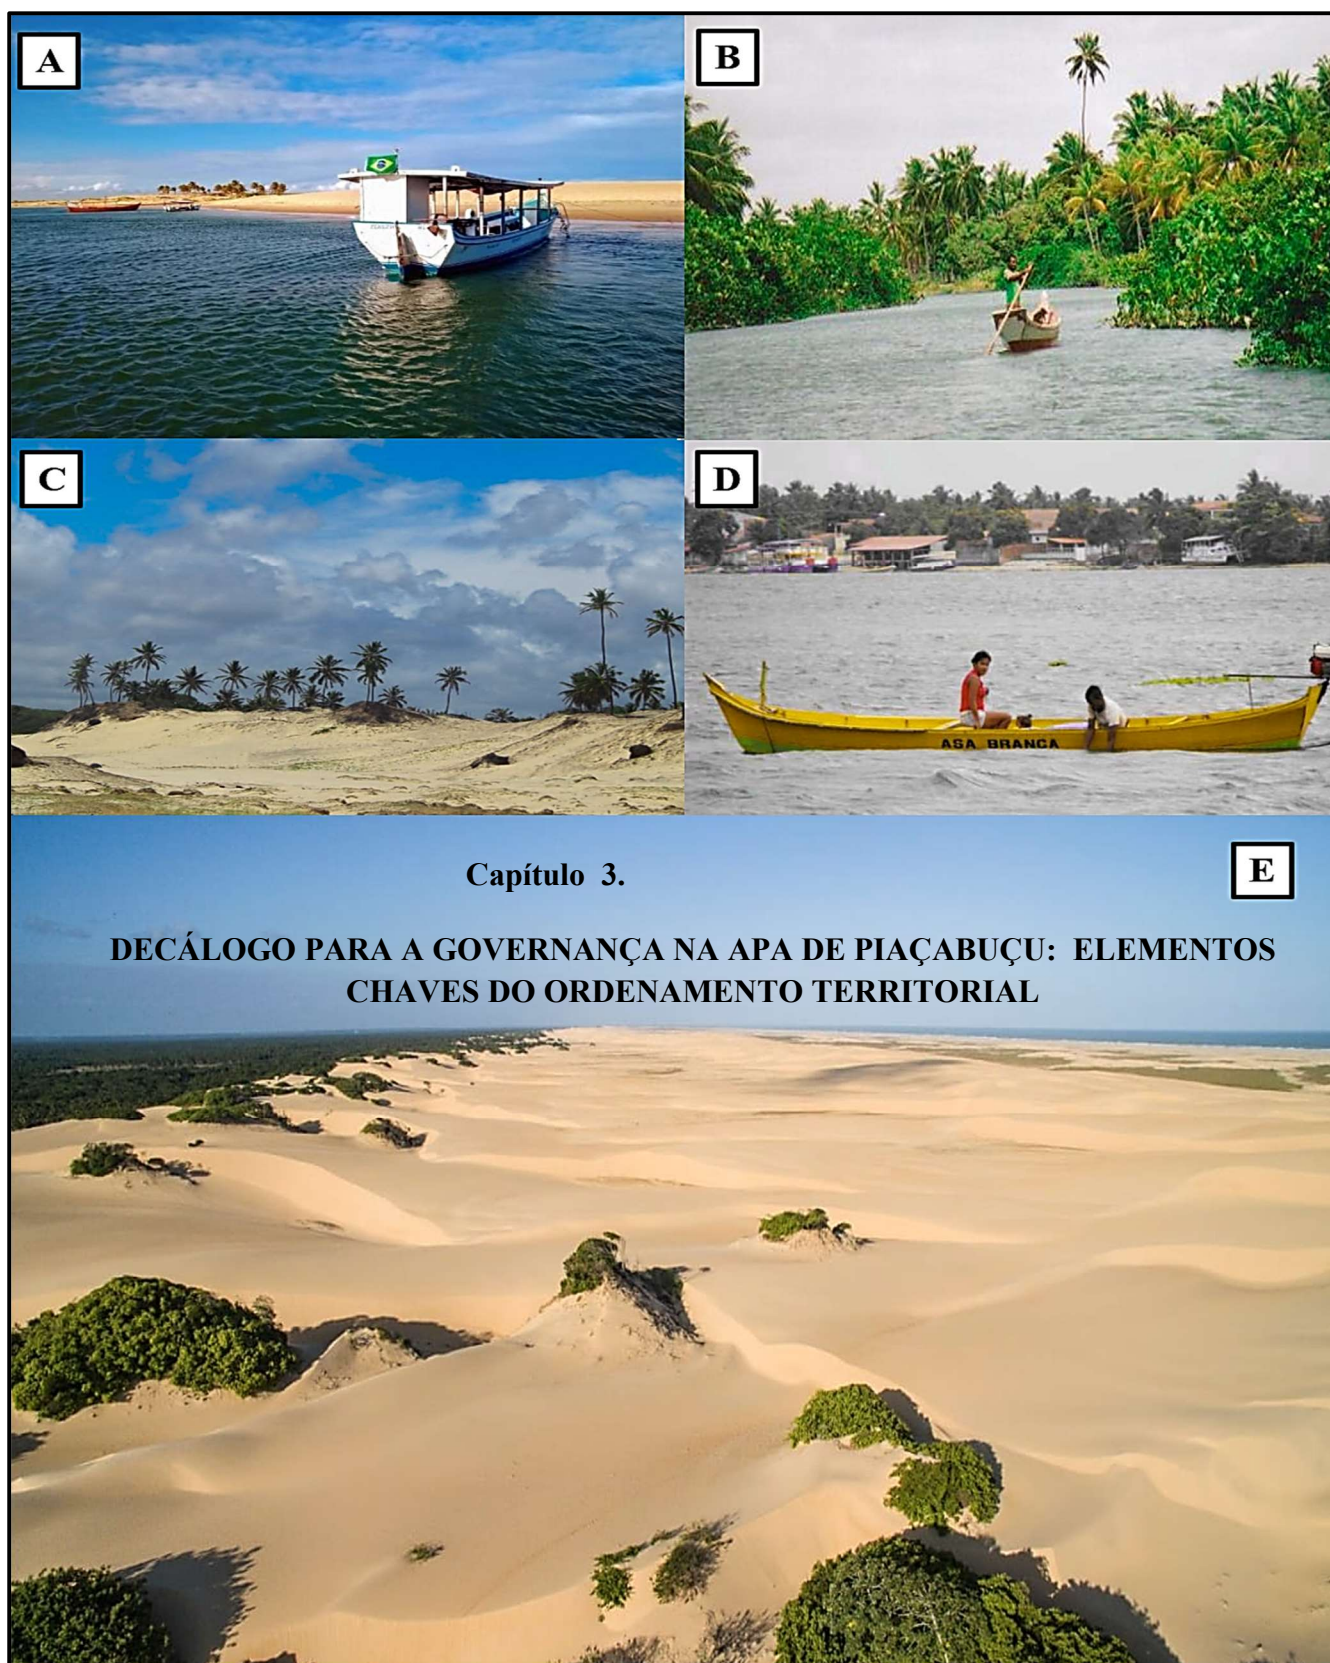 A
B
C
D
ASA BRANCA
E
Capítulo 3.
DECÁLOGO PARA A GOVERNANÇA NA APA DE PIAÇABUÇU: ELEMENTOS
CHAVES DO ORDENAMENTO TERRITORIAL